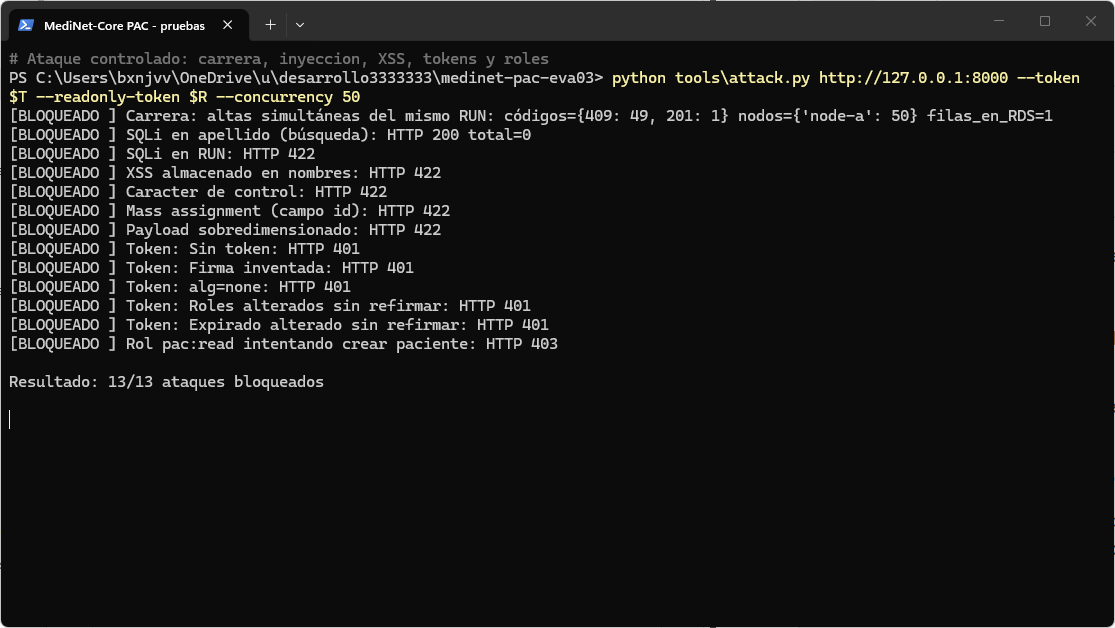 MediNet-Core PAC - pruebas
# Ataque controlado: carrera, inyeccion, XSS, tokens y roles
PS C:\Users\bxnjvv\OneDrive\u\desarrollo3333333\medinet-pac-eva03> python tools\attack.py http://127.0.0.1:8000 --token
$T --readonly-token $R --concurrency 50
[BLOQUEADO ] Carrera: altas simultáneas del mismo RUN: códigos={409: 49, 201: 1} nodos={'node-a': 50} filas_en_RDS=1
[BLOQUEADO ] SQLi en apellido (búsqueda): HTTP 200 total=0
[BLOQUEADO ] SQLi en RUN: HTTP 422
[BLOQUEADO ] XSS almacenado en nombres: HTTP 422
[BLOQUEADO ] Caracter de control: HTTP 422
[BLOQUEADO ] Mass assignment (campo id): HTTP 422
[BLOQUEADO ] Payload sobredimensionado: HTTP 422
[BLOQUEADO ] Token: Sin token: HTTP 401
[BLOQUEADO ] Token: Firma inventada: HTTP 401
[BLOQUEADO ] Token: alg=none: HTTP 401
[BLOQUEADO ] Token: Roles alterados sin refirmar: HTTP 401
[BLOQUEADO ] Token: Expirado alterado sin refirmar: HTTP 401
[BLOQUEADO ] Rol pac:read intentando crear paciente: HTTP 403
Resultado: 13/13 ataques bloqueados